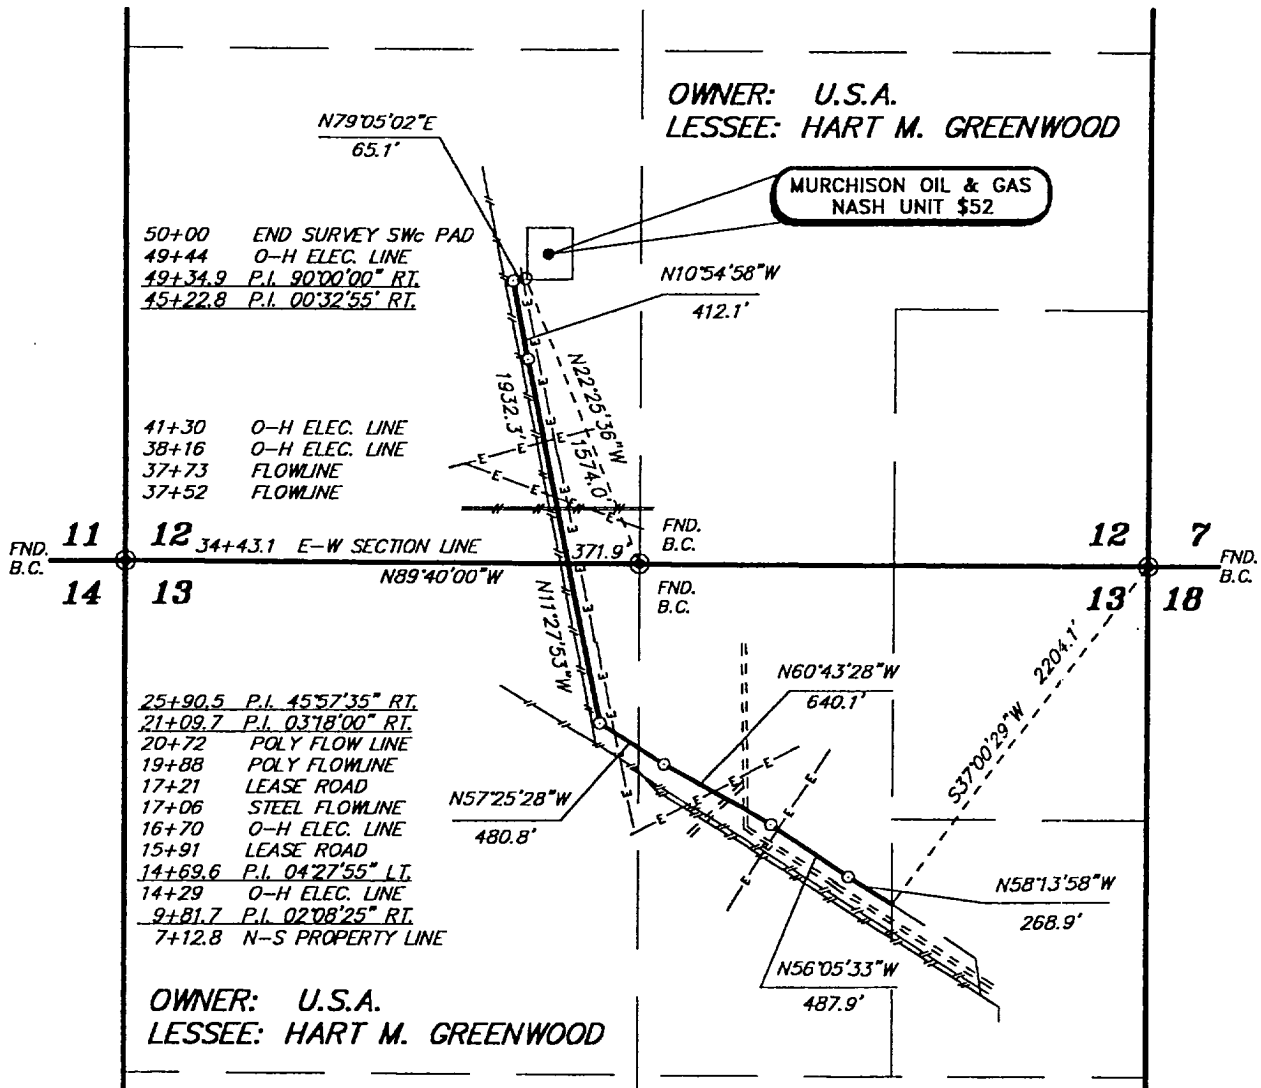 OWNER: U.S.A.
LESSEE: HART M. GREENWOOD
N79°05'02"E
65.1'
MURCHISON OIL & GAS
NASH UNIT $52
50+00 END SURVEY SWc PAD
49+44 O-H ELEC. LINE
49+34.9 P.I. 90°00'00" RT.
45+22.8 P.I. 00°32'55' RT.
N10°54'58"W
412.1'
1932.3'
N22°25'36"W
1574.0'
41+30 O-H ELEC. LINE
38+16 O-H ELEC. LINE
37+73 FLOWLINE
37+52 FLOWLINE
FND.
B.C.
11
12
34+43.1 E-W SECTION LINE
371.9'
FND.
B.C.
12
7
FND.
B.C.
N89°40'00"W
FND.
B.C.
14
13
13
18
N11°27'53"W
2204.1'
S37°00'29"W
N60°43'28"W
640.1'
25+90.5 P.I. 45°57'35" RT.
21+09.7 P.I. 03°18'00" RT.
20+72 POLY FLOW LINE
19+88 POLY FLOWLINE
17+21 LEASE ROAD
17+06 STEEL FLOWLINE
16+70 O-H ELEC. LINE
15+91 LEASE ROAD
14+69.6 P.I. 04°27'55" LT.
14+29 O-H ELEC. LINE
9+81.7 P.I. 02°08'25" RT.
7+12.8 N-S PROPERTY LINE
N57°25'28"W
480.8'
N58°13'58"W
268.9'
N56°05'33"W
487.9'
OWNER: U.S.A.
LESSEE: HART M. GREENWOOD